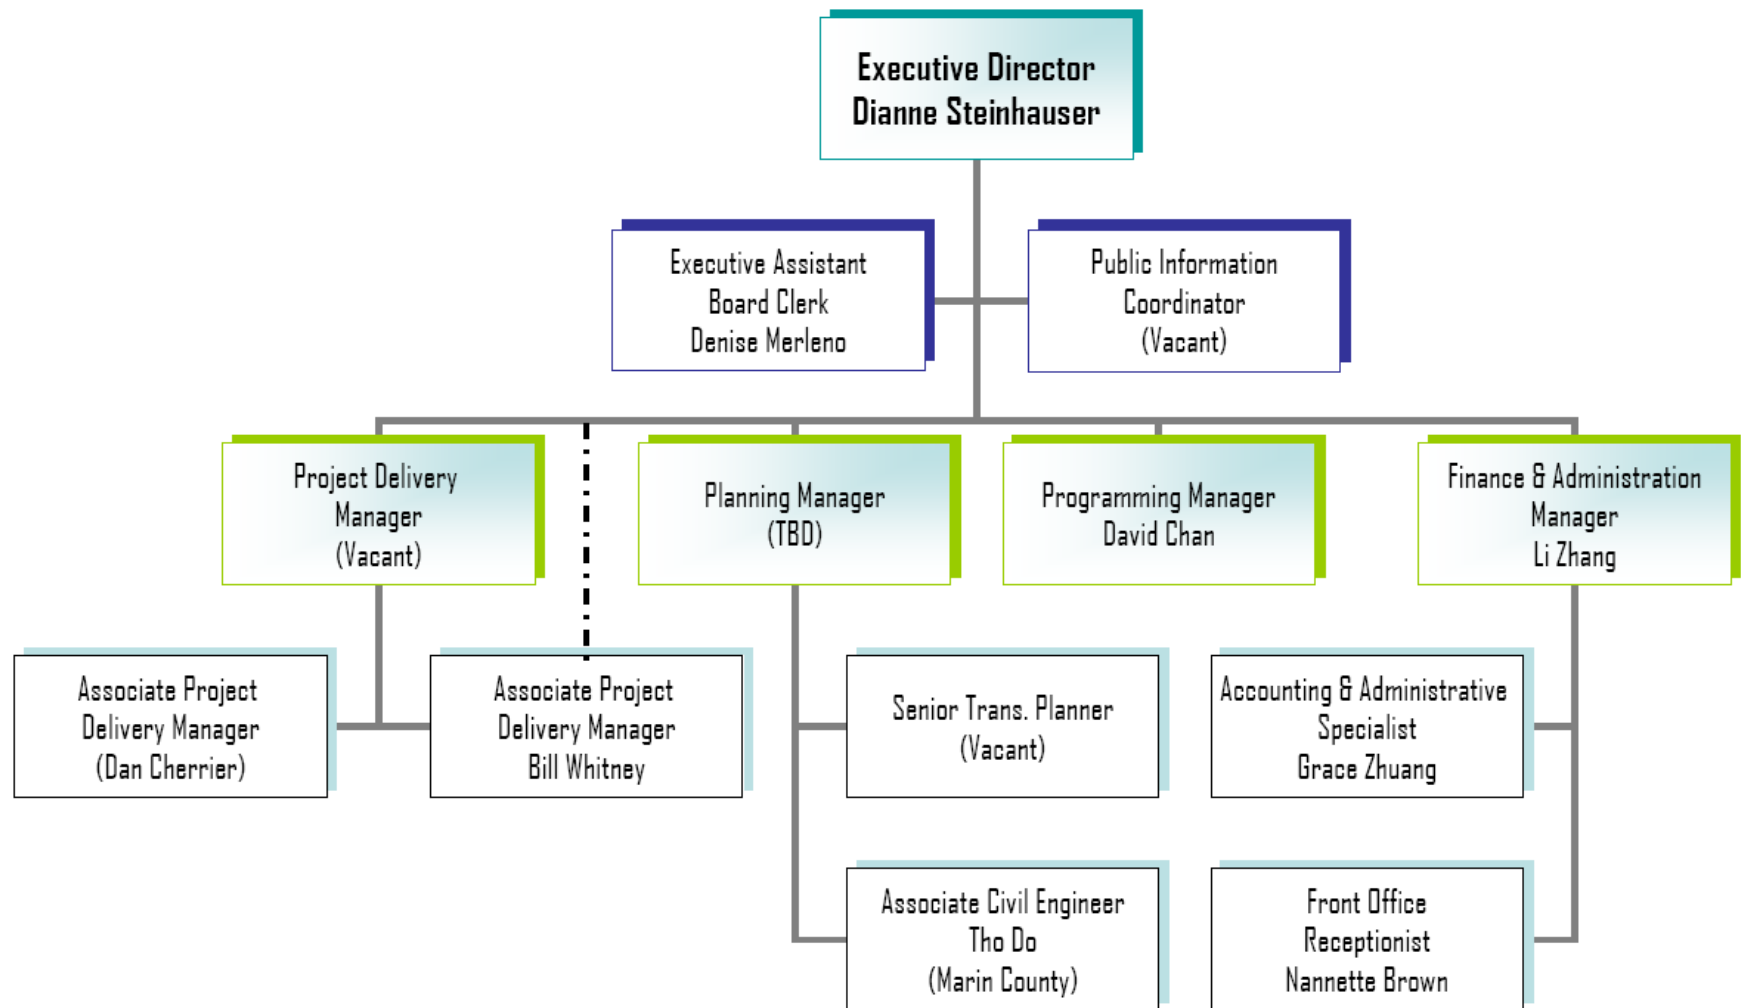 Executive Director
Dianne Steinhauser
Executive Assistant
Board Clerk
Denise Merleno
Public Information
Coordinator
(Vacant)
Project Delivery
Manager
(Vacant)
Planning Manager
(TBD)
Programming Manager
David Chan
Finance & Administration
Manager
Li Zhang
Associate Project
Delivery Manager
(Dan Cherrier)
Associate Project
Delivery Manager
Bill Whitney
Senior Trans. Planner
(Vacant)
Accounting & Administrative
Specialist
Grace Zhuang
Associate Civil Engineer
Tho Do
(Marin County)
Front Office
Receptionist
Nannette Brown